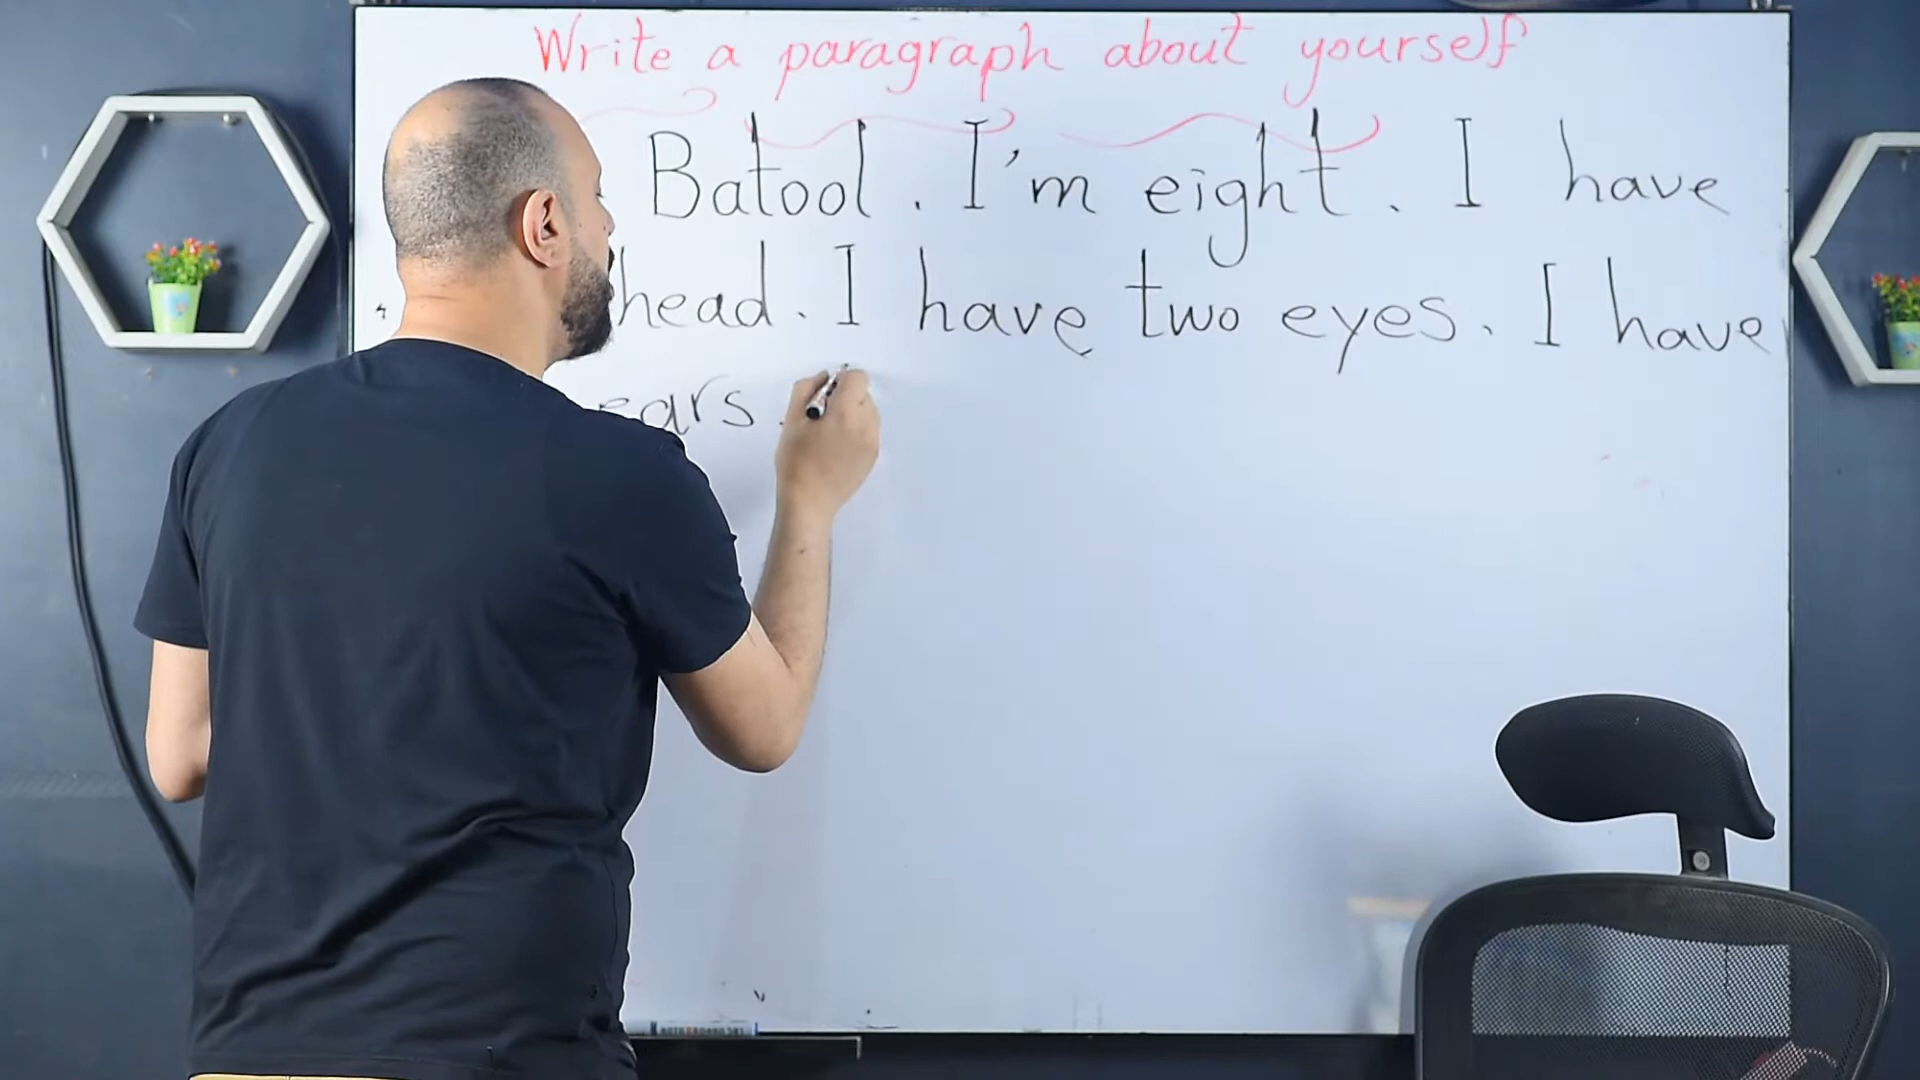 Write a paragraph about yourself
Batool. I'm eight. I have
head. I have two eyes. I have
ears.